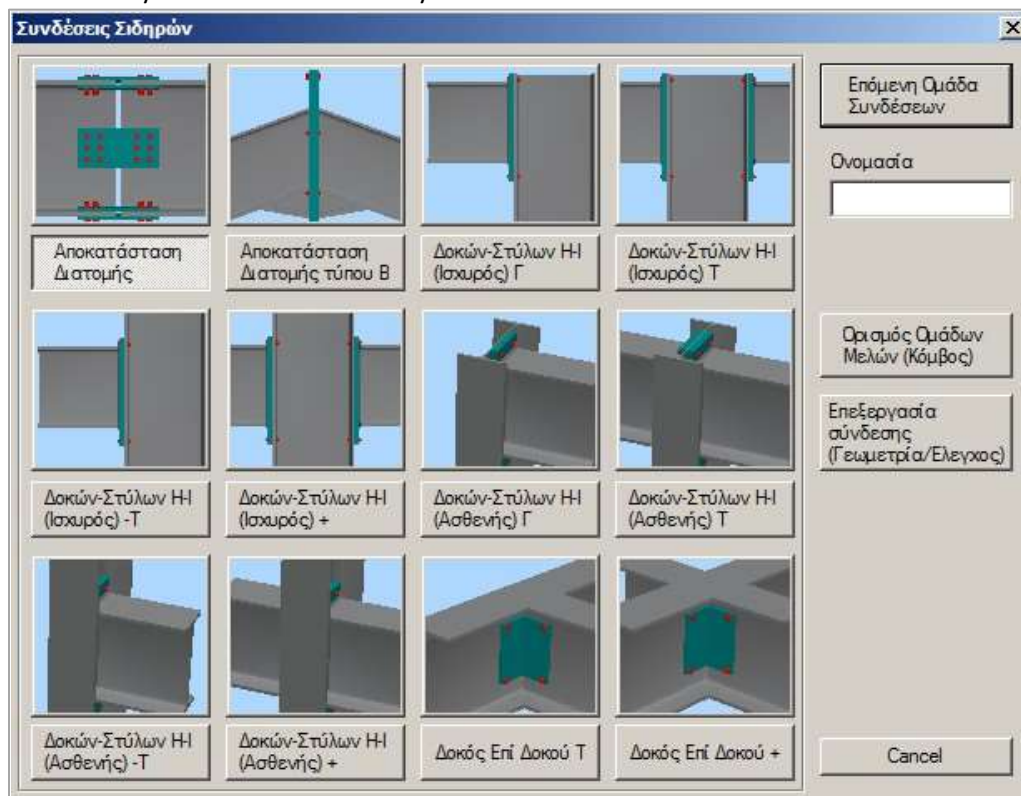 Συνδέσεις Σιδηρών
Αποκατάσταση
Διατομής
Αποκατάσταση
Διατομής τύπου Β
Δοκών-Στύλων Η-Ι
(Ισχυρός) Γ
Δοκών-Στύλων Η-Ι
(Ισχυρός) Τ
Δοκών-Στύλων Η-Ι
(Ισχυρός) -Τ
Δοκών-Στύλων Η-Ι
(Ισχυρός) +
Δοκών-Στύλων Η-Ι
(Ασθενής) Γ
Δοκών-Στύλων Η-Ι
(Ασθενής) Τ
Δοκών-Στύλων Η-Ι
(Ασθενής) -Τ
Δοκών-Στύλων Η-Ι
(Ασθενής) +
Δοκός Επί Δοκού Τ
Δοκός Επί Δοκού +
Επόμενη Ομάδα
Συνδέσεων
Ονομασία
Ορισμός Ομάδων
Μελών (Κόμβος)
Επεξεργασία
σύνδεσης
(Γεωμετρία/Ελεγχος)
Cancel